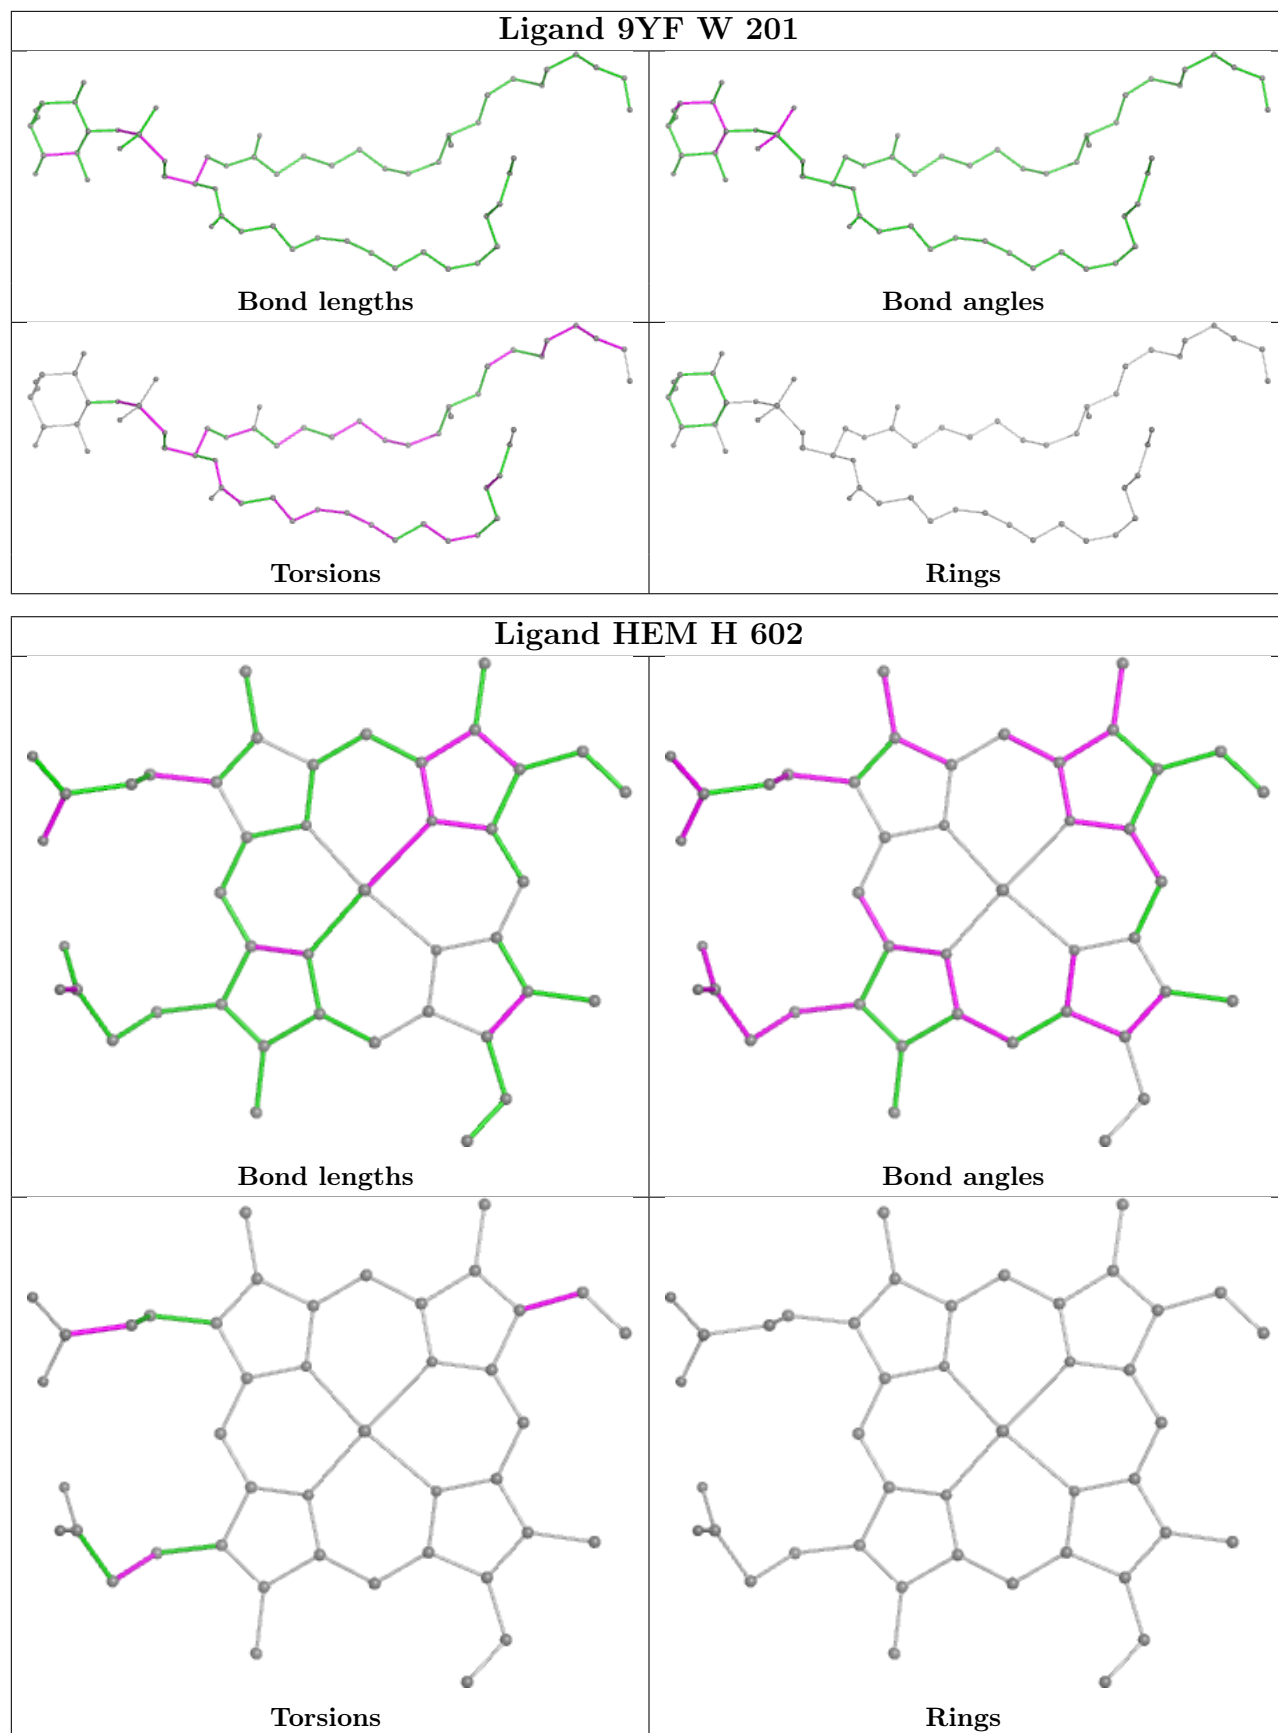 Ligand 9YF W 201
Bond lengths
Bond angles
Torsions
Rings
Ligand HEM H 602
Bond lengths
Bond angles
Torsions
Rings